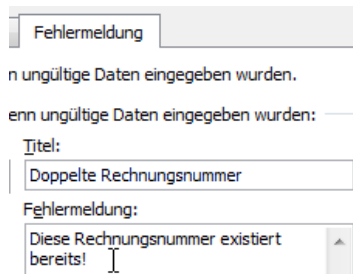 Fehlermeldung
n ungültige Daten eingegeben wurden.
enn ungültige Daten eingegeben wurden:
Titel:
Doppelte Rechnungsnummer
Fehlermeldung:
Diese Rechnungsnummer existiert
bereits!